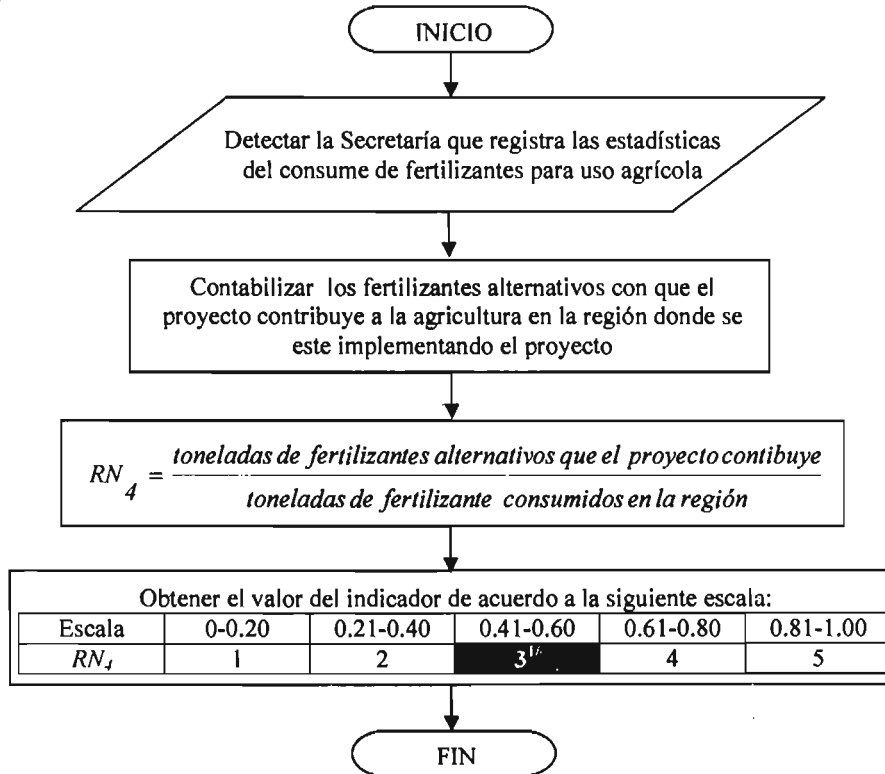 INICIO
Detectar la Secretaría que registra las estadísticas
del consume de fertilizantes para uso agrícola
Contabilizar los fertilizantes alternativos con que el
proyecto contribuye a la agricultura en la región donde se
este implementando el proyecto
RN4 = toneladas de fertilizantes alternativos que el proyecto contibuye
toneladas de fertilizante consumidos en la región
Obtener el valor del indicador de acuerdo a la siguiente escala:
Escala 0-0.20 0.21-0.40 0.41-0.60 0.61-0.80 0.81-1.00
RN4 1 2 3 4 5
FIN